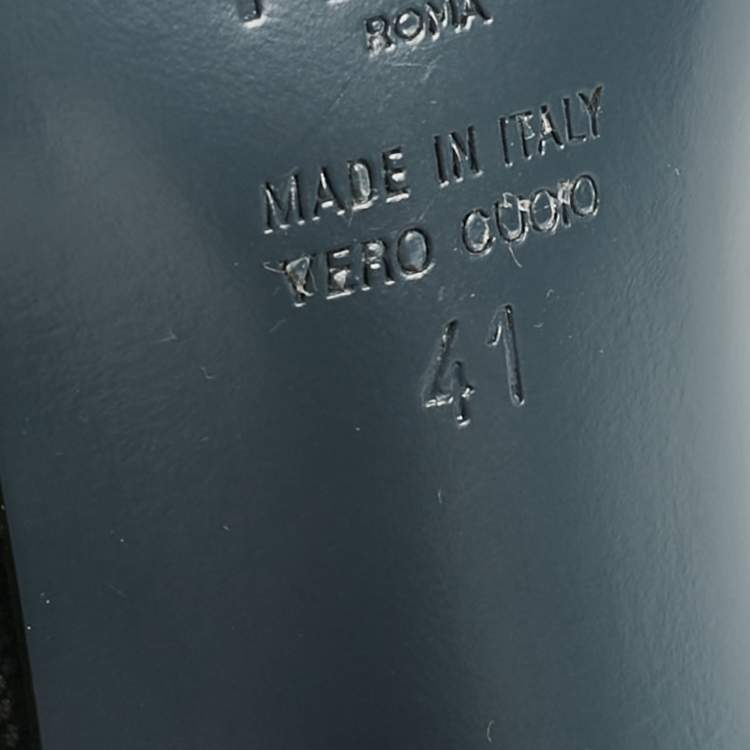 ROMA
MADE IN ITALY
VERO CUOIO
41